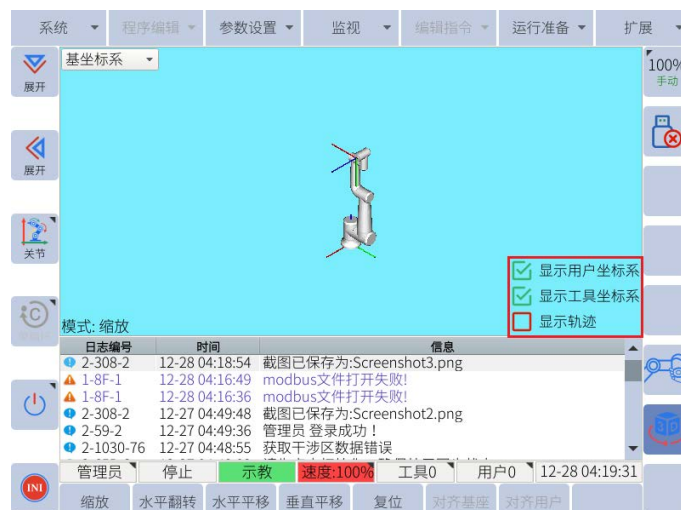 系统 程序编辑 参数设置 监视 编辑指令 运行准备 扩展
展开 基坐标系 100%
手动
展开
关节
显示用户坐标系
显示工具坐标系
显示轨迹
模式: 缩放
日志编号 时间 信息
2-308-2 12-28 04:18:54 截图已保存为:Screenshot3.png
1-8F-1 12-28 04:16:49 modbus文件打开失败!
1-8F-1 12-28 04:16:36 modbus文件打开失败!
2-308-2 12-27 04:49:48 截图已保存为:Screenshot2.png
2-59-2 12-27 04:49:36 管理员 登录成功！
2-1030-76 12-27 04:48:55 获取干涉区数据错误
3D
管理员 停止 示教 速度:100% 工具0 用户0 12-28 04:19:31
INI
缩放 水平翻转 水平平移 垂直平移 复位 对齐基座 对齐用户